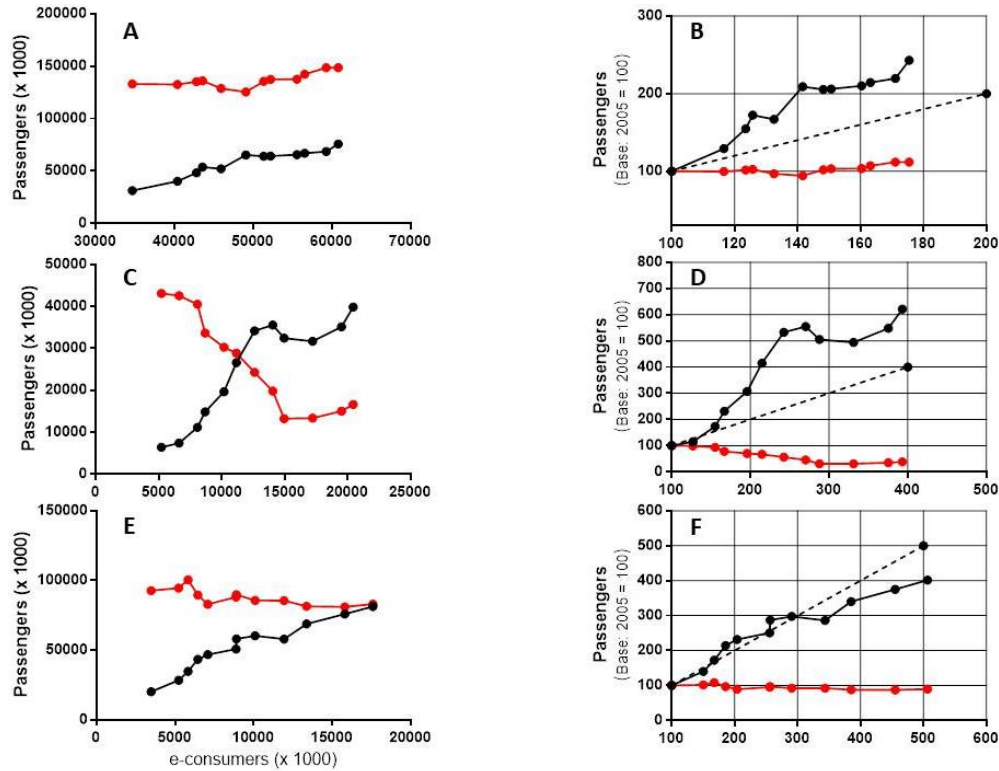 A
Passengers (x 1000)
200000
150000
100000
50000
0
30000 40000 50000 60000 70000
B
Passengers
(Base: 2005 = 100)
300
200
100
100 120 140 160 180 200
C
Passengers (x 1000)
50000
40000
30000
20000
10000
0
0 5000 10000 15000 20000 25000
D
Passengers
(Base: 2005 = 100)
800
700
600
500
400
300
200
100
0
100 200 300 400 500
E
Passengers (x 1000)
150000
100000
50000
0
0 5000 10000 15000 20000
e-consumers (x 1000)
F
Passengers
(Base: 2005 = 100)
600
500
400
300
200
100
0
100 200 300 400 500 600